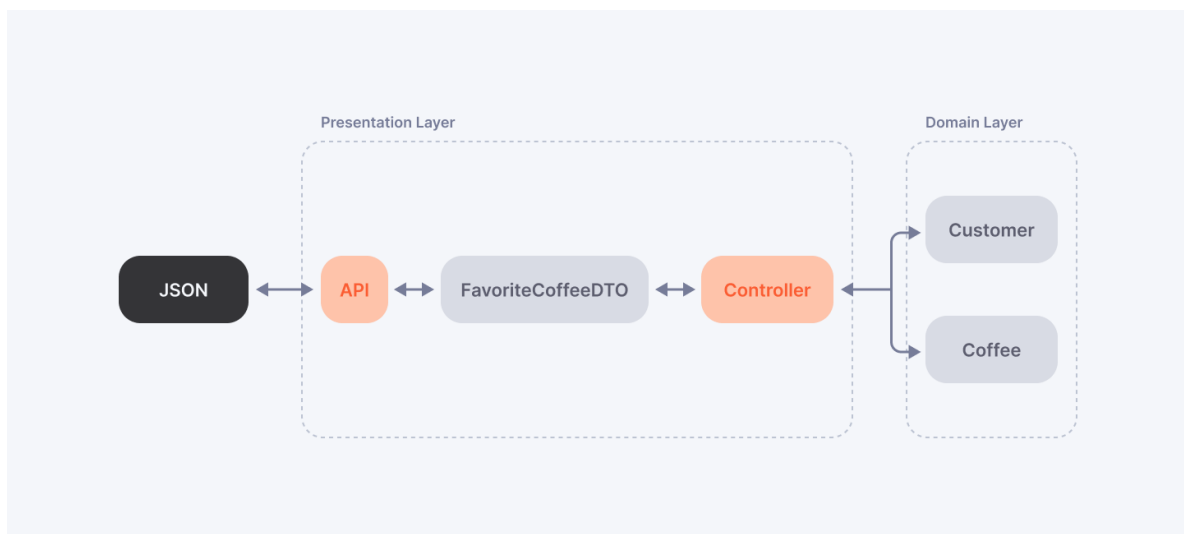 Presentation Layer
Domain Layer
JSON
API
FavoriteCoffeeDTO
Controller
Customer
Coffee